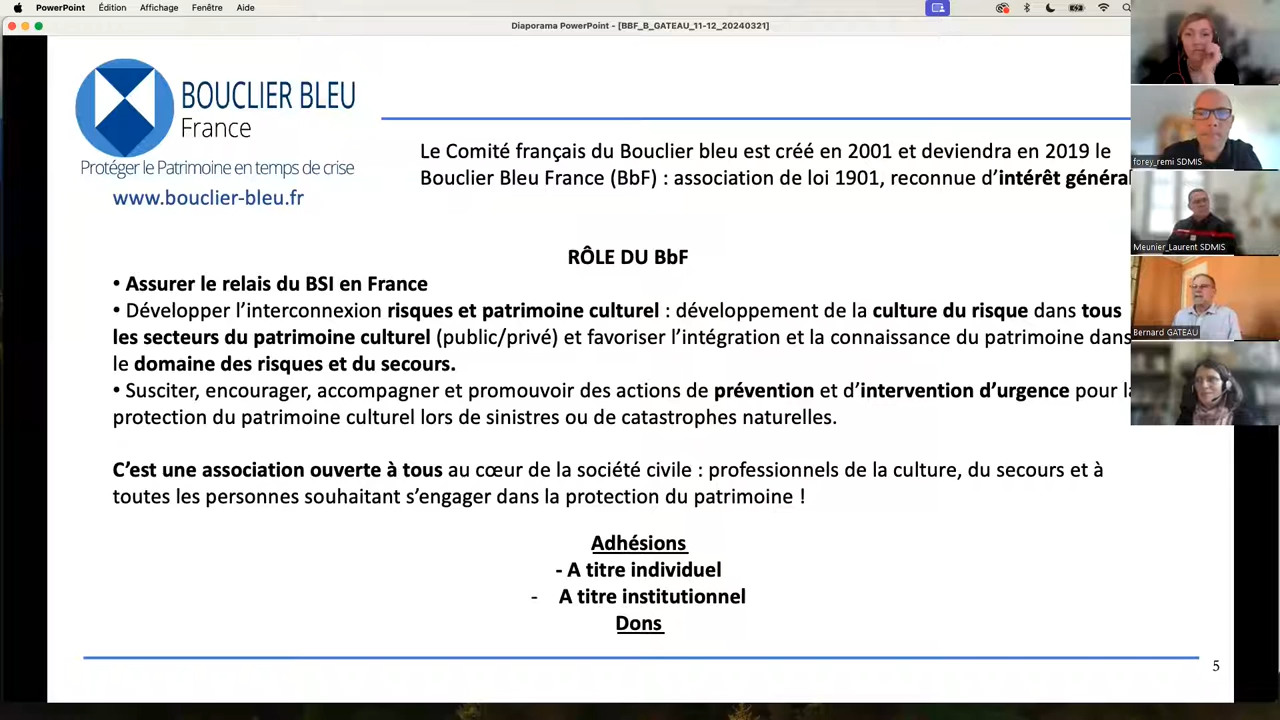 PowerPoint Édition Affichage Fenêtre Aide
Diaporama PowerPoint - [BBF_B_GATEAU_11-12_20240321]
BOUCLIER BLEU
France
Protéger le Patrimoine en temps de crise
www.bouclier-bleu.fr
Le Comité français du Bouclier bleu est créé en 2001 et deviendra en 2019 le
Bouclier Bleu France (BbF) : association de loi 1901, reconnue d’intérêt général
forey_remi SDMIS
Meunier_Laurent SDMIS
Bernard GATEAU
RÔLE DU BbF
• Assurer le relais du BSI en France
• Développer l’interconnexion risques et patrimoine culturel : développement de la culture du risque dans tous
les secteurs du patrimoine culturel (public/privé) et favoriser l’intégration et la connaissance du patrimoine dans
le domaine des risques et du secours.
• Susciter, encourager, accompagner et promouvoir des actions de prévention et d’intervention d’urgence pour la
protection du patrimoine culturel lors de sinistres ou de catastrophes naturelles.
C’est une association ouverte à tous au cœur de la société civile : professionnels de la culture, du secours et à
toutes les personnes souhaitant s’engager dans la protection du patrimoine !
Adhésions
- A titre individuel
- A titre institutionnel
Dons
5